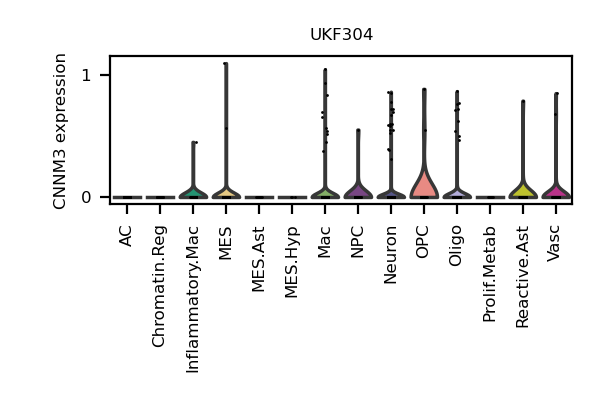 UKF304
CNNM3 expression
1
0
AC
Chromatin.Reg
Inflammatory.Mac
MES
MES.Ast
MES.Hyp
Mac
NPC
Neuron
OPC
Oligo
Prolif.Metab
Reactive.Ast
Vasc